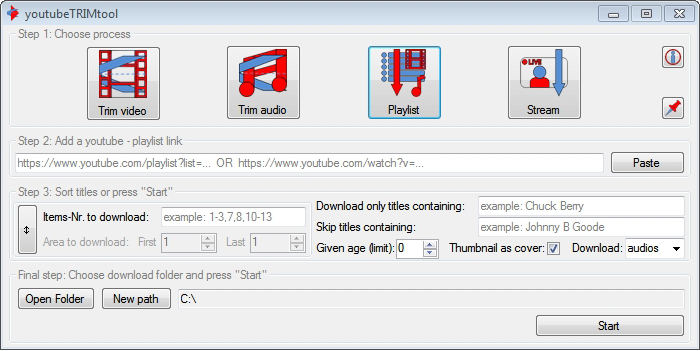 youtubeTRIMtool
Step 1: Choose process
Trim video
Trim audio
Playlist
LIVE
Stream
Step 2: Add a youtube - playlist link
https://www.youtube.com/playlist?list=... OR https://www.youtube.com/watch?v=...
Paste
Step 3: Sort titles or press "Start"
Items-Nr. to download: example: 1-3,7,8,10-13
Area to download: First 1 Last 1
Download only titles containing: example: Chuck Berry
Skip titles containing: example: Johnny B Goode
Given age (limit): 0 Thumbnail as cover: Download: audios
Final step: Choose download folder and press "Start"
Open Folder New path C:\
Start